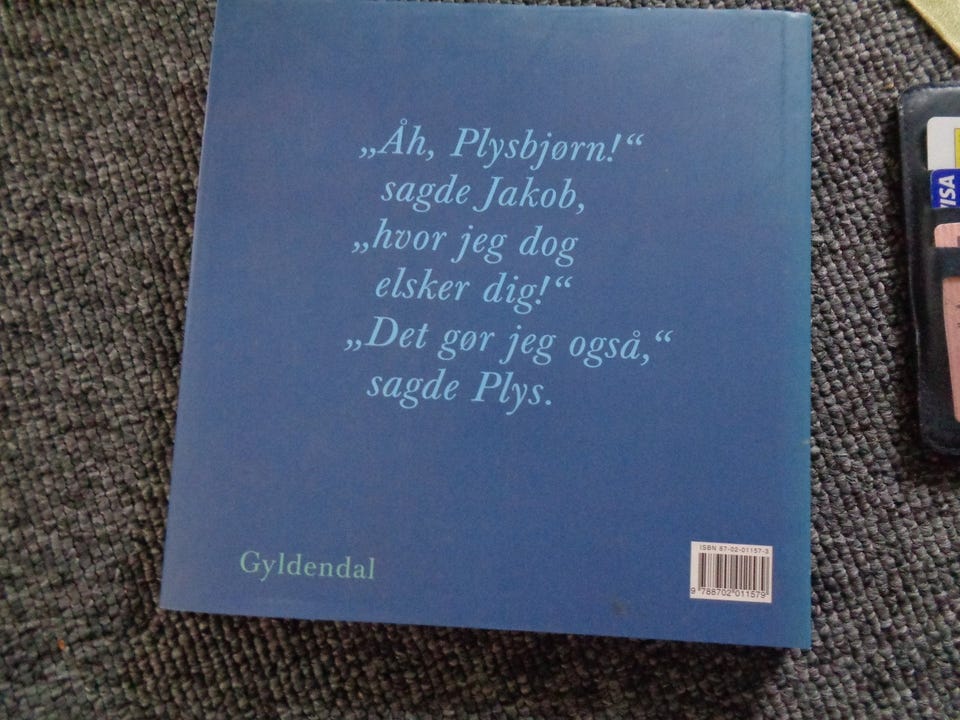 „Åh, Plysbjørn!“
sagde Jakob,
„hvor jeg dog
elsker dig!“
„Det gør jeg også,“
sagde Plys.
Gyldendal
ISBN 87-02-01157-3
9 788702 011579
VISA